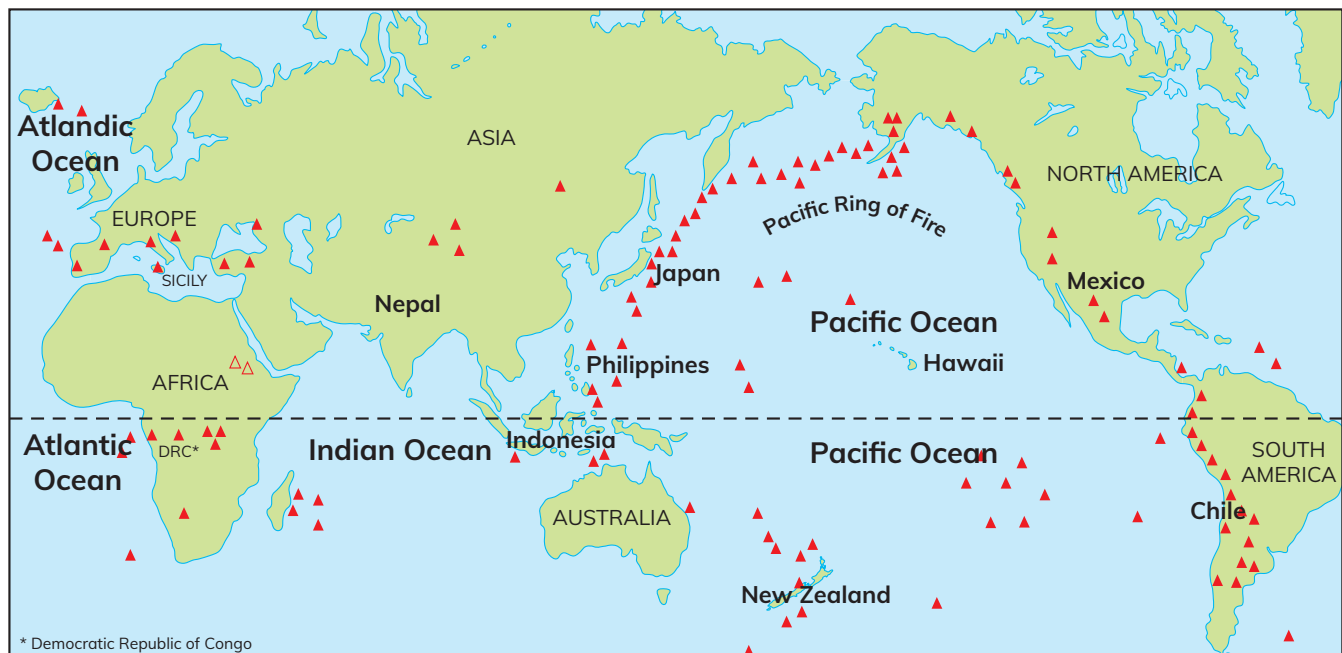 Atlandic
Ocean
ASIA
EUROPE
NORTH AMERICA
Pacific Ring of Fire
SICILY
Japan
Mexico
Nepal
Pacific Ocean
Hawaii
Philippines
AFRICA
Atlantic
Ocean
DRC*
Indian Ocean
Indonesia
Pacific Ocean
SOUTH
AMERICA
AUSTRALIA
Chile
New Zealand
* Democratic Republic of Congo